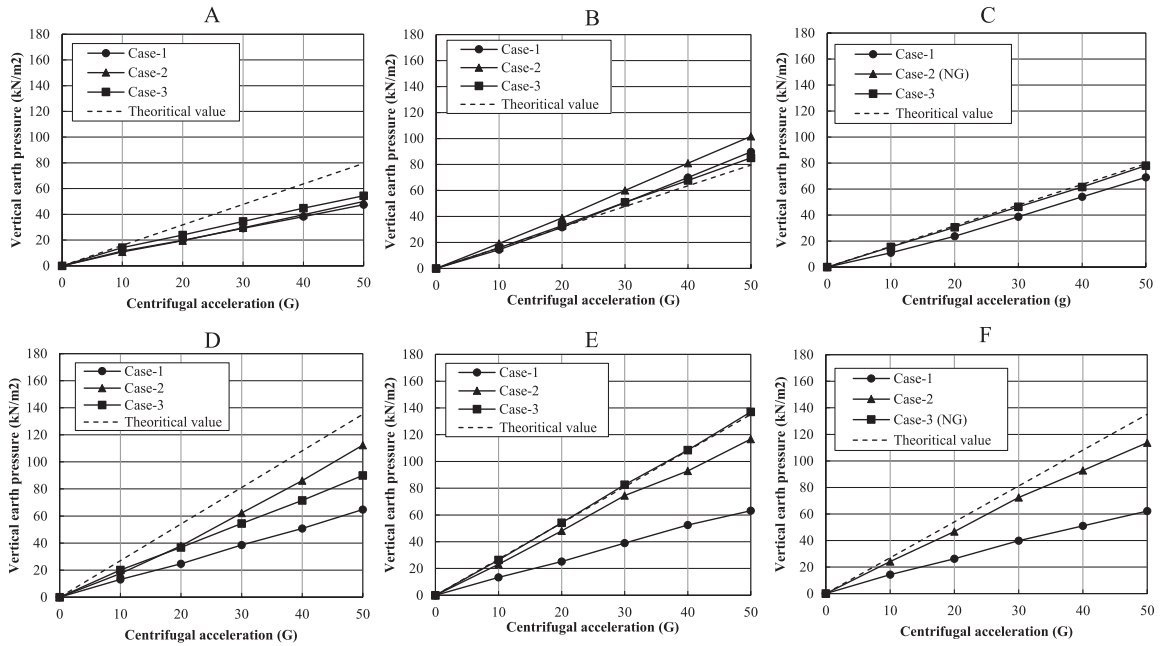 A
Vertical earth pressure (kN/m2)
180
160
140
120
100
80
60
40
20
0
Case-1
Case-2
Case-3
Theoritical value
0 10 20 30 40 50
Centrifugal acceleration (G)
B
Vertical earth pressure (kN/m2)
180
160
140
120
100
80
60
40
20
0
Case-1
Case-2
Case-3
Theoritical value
0 10 20 30 40 50
Centrifugal acceleration (G)
C
Vertical earth pressure (kN/m2)
180
160
140
120
100
80
60
40
20
0
Case-1
Case-2 (NG)
Case-3
Theoritical value
0 10 20 30 40 50
Centrifugal acceleration (g)
D
Vertical earth pressure (kN/m2)
180
160
140
120
100
80
60
40
20
0
Case-1
Case-2
Case-3
Theoritical value
0 10 20 30 40 50
Centrifugal acceleration (G)
E
Vertical earth pressure (kN/m2)
180
160
140
120
100
80
60
40
20
0
Case-1
Case-2
Case-3
Theoritical value
0 10 20 30 40 50
Centrifugal acceleration (G)
F
Vertical earth pressure (kN/m2)
180
160
140
120
100
80
60
40
20
0
Case-1
Case-2
Case-3 (NG)
Theoritical value
0 10 20 30 40 50
Centrifugal acceleration (G)